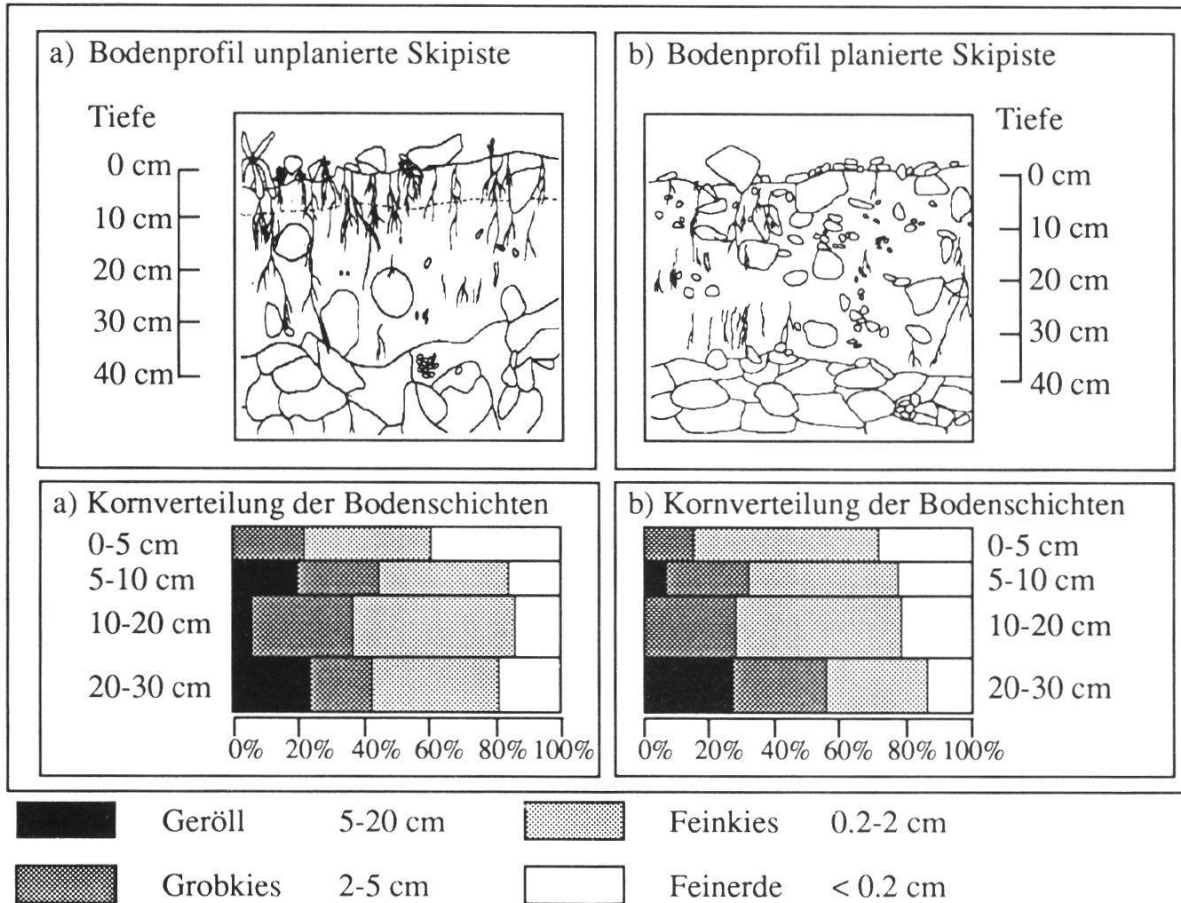 a) Bodenprofil unplanierte Skipiste
Tiefe
0 cm
10 cm
20 cm
30 cm
40 cm
b) Bodenprofil planierte Skipiste
Tiefe
0 cm
10 cm
20 cm
30 cm
40 cm
a) Kornverteilung der Bodenschichten
0-5 cm
5-10 cm
10-20 cm
20-30 cm
0% 20% 40% 60% 80% 100%
b) Kornverteilung der Bodenschichten
0-5 cm
5-10 cm
10-20 cm
20-30 cm
0% 20% 40% 60% 80% 100%
Geröll 5-20 cm
Feinkies 0.2-2 cm
Grobkies 2-5 cm
Feinerde < 0.2 cm